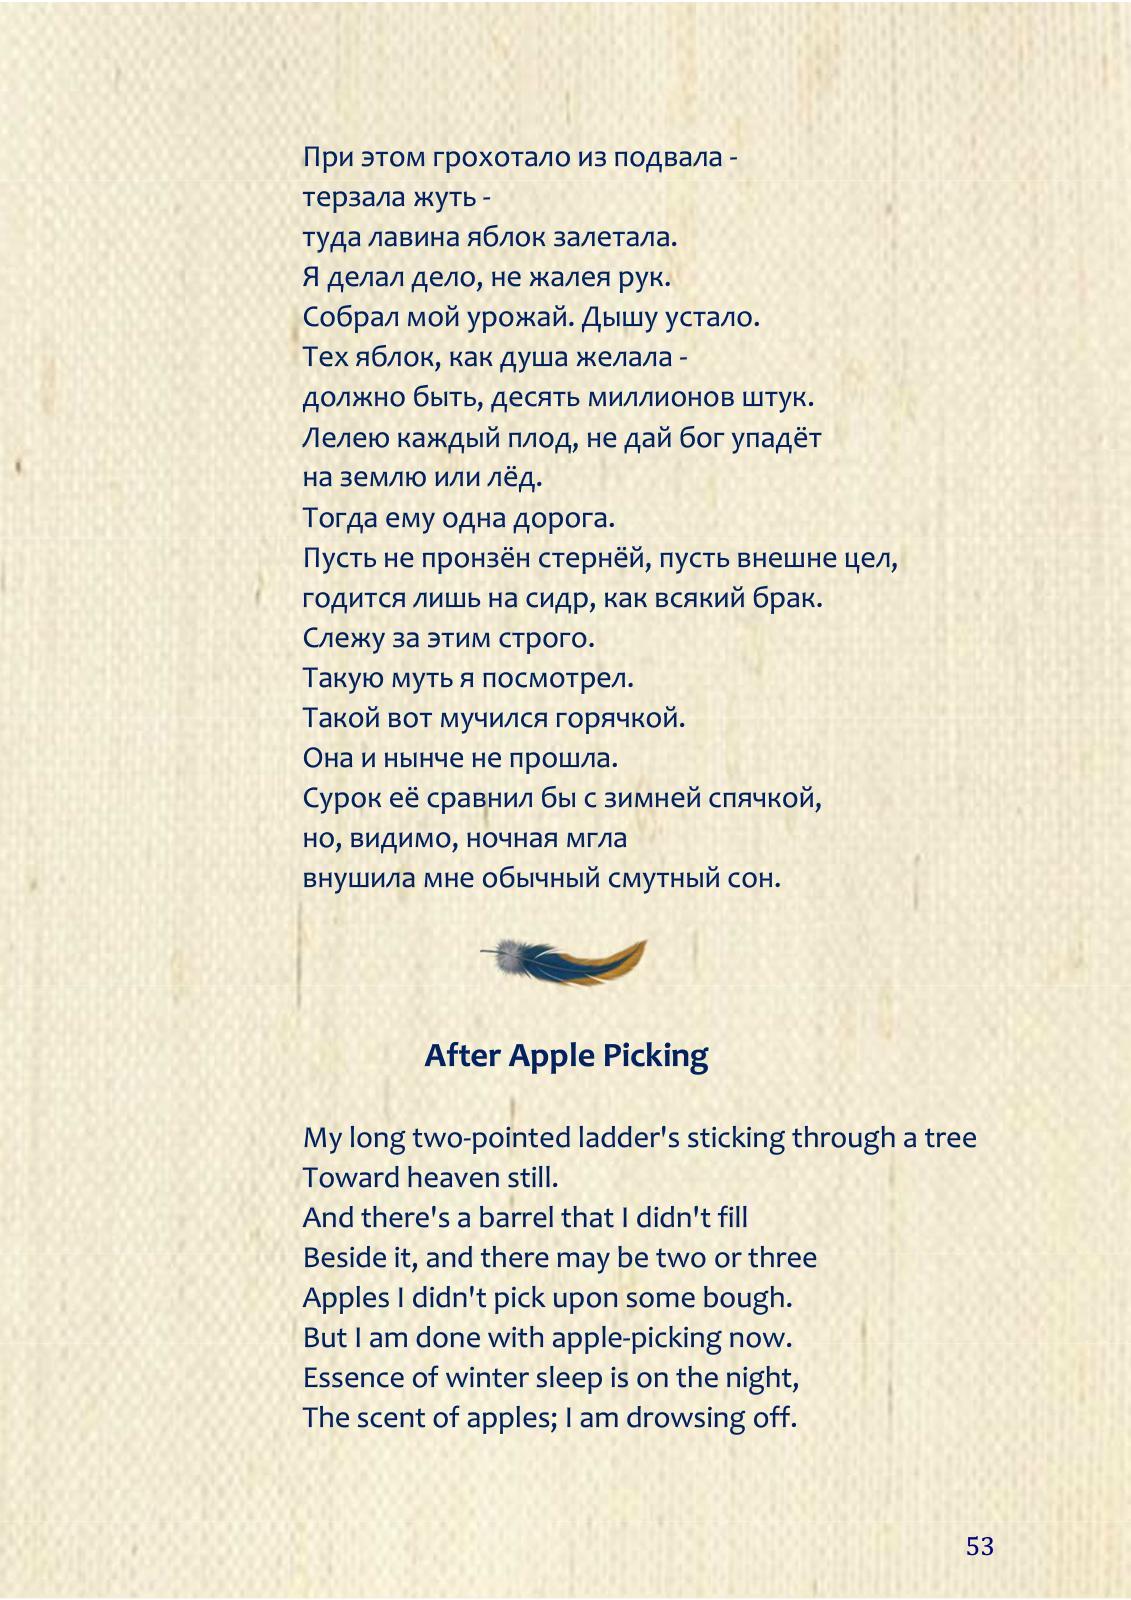 При этом грохотало из подвала -
терзала жуть -
туда лавина яблок залетала.
Я делал дело, не жалея рук.
Собрал мой урожай. Дышу устало.
Тех яблок, как душа желала -
должно быть, десять миллионов штук.
Лелею каждый плод, не дай бог упадёт
на землю или лёд.
Тогда ему одна дорога.
Пусть не пронзён стернёй, пусть внешне цел,
годится лишь на сидр, как всякий брак.
Слежу за этим строго.
Такую муть я посмотрел.
Такой вот мучился горячкой.
Она и нынче не прошла.
Сурок её сравнил бы с зимней спячкой,
но, видимо, ночная мгла
внушила мне обычный смутный сон.
After Apple Picking
My long two-pointed ladder's sticking through a tree
Toward heaven still.
And there's a barrel that I didn't fill
Beside it, and there may be two or three
Apples I didn't pick upon some bough.
But I am done with apple-picking now.
Essence of winter sleep is on the night,
The scent of apples; I am drowsing off.
53